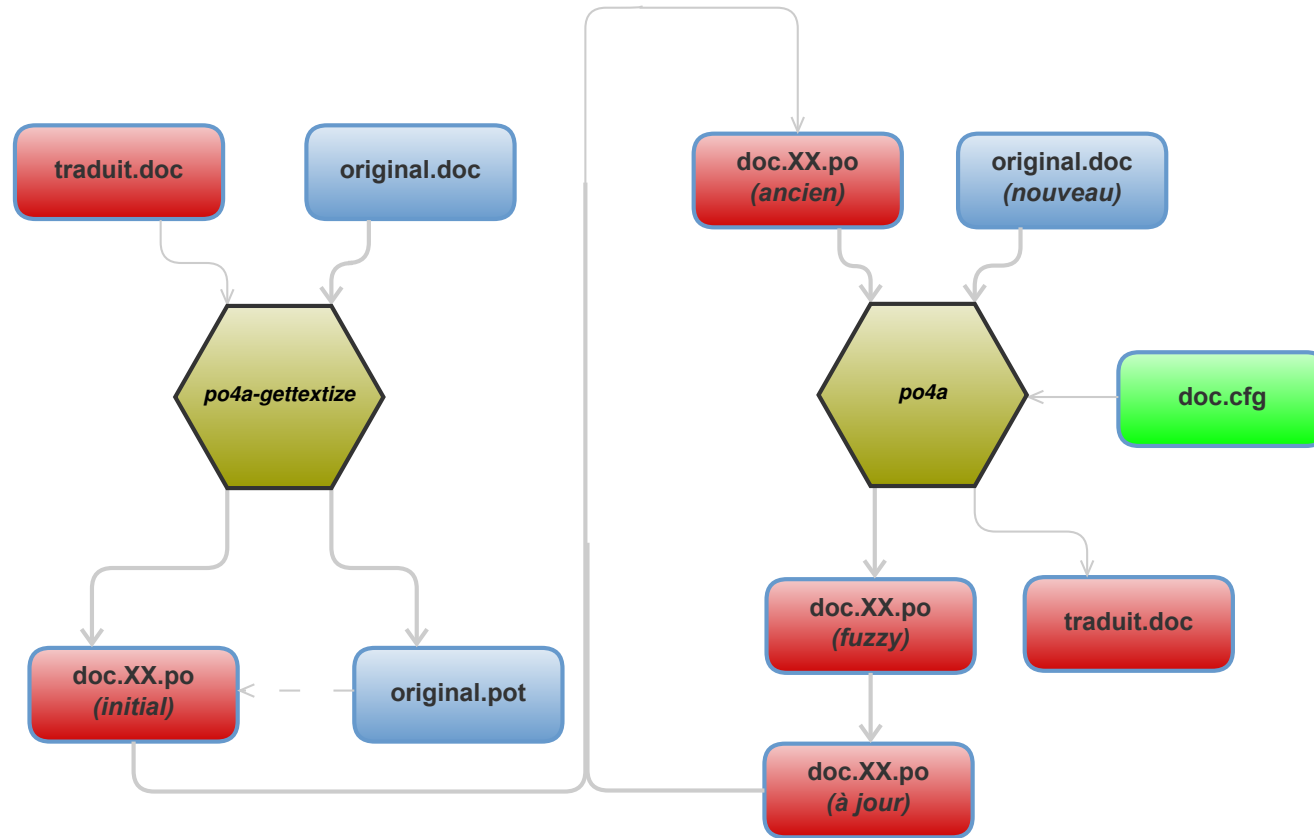 traduit.doc
original.doc
po4a-gettextize
doc.XX.po
(initial)
original.pot
doc.XX.po
(ancien)
original.doc
(nouveau)
po4a
doc.cfg
doc.XX.po
(fuzzy)
traduit.doc
doc.XX.po
(à jour)